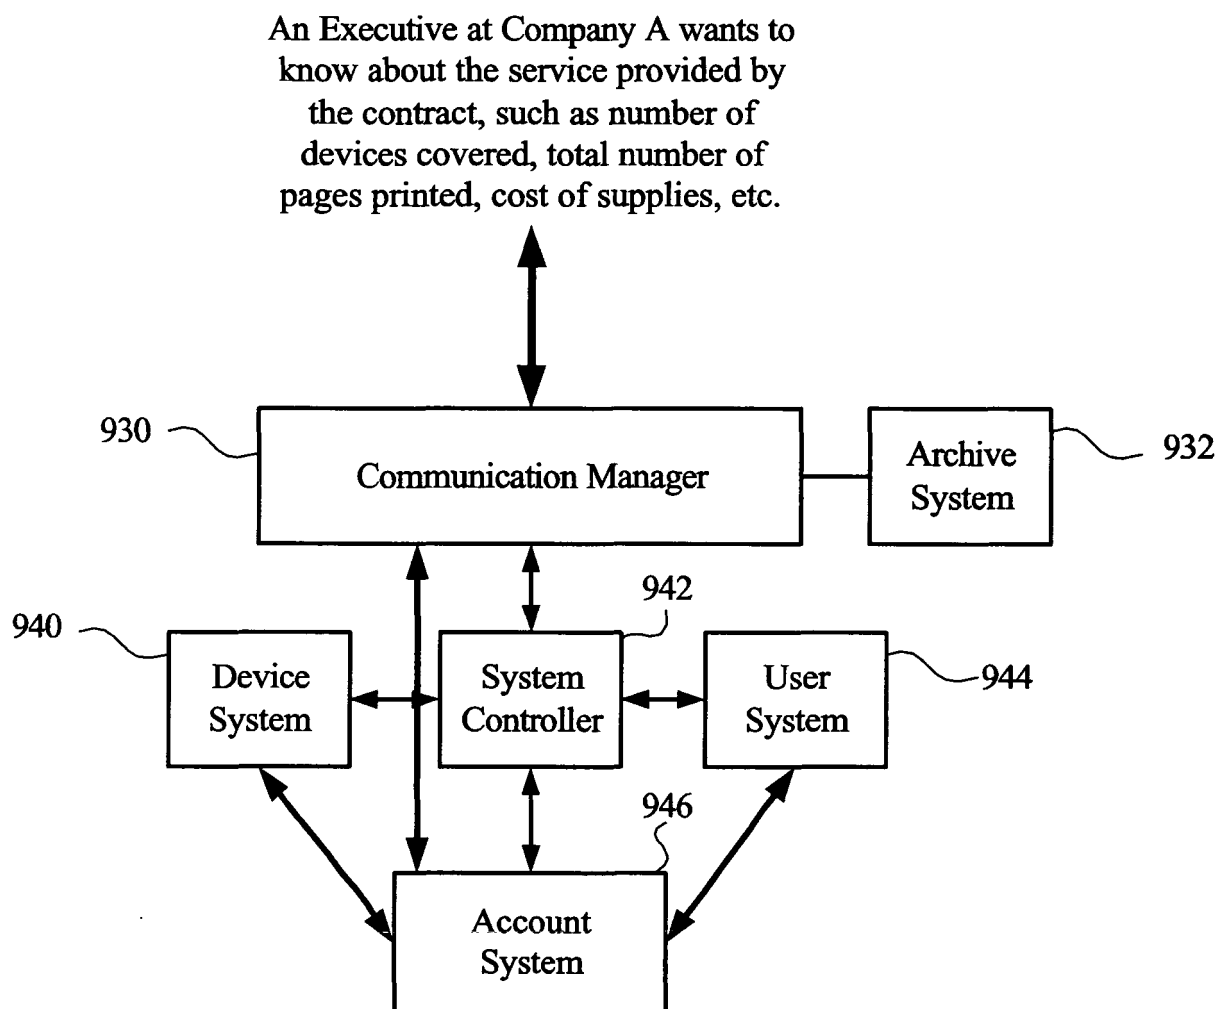 An Executive at Company A wants to
know about the service provided by
the contract, such as number of
devices covered, total number of
pages printed, cost of supplies, etc.
930
Communication Manager
Archive
System
932
940
Device
System
942
System
Controller
User
System
944
946
Account
System